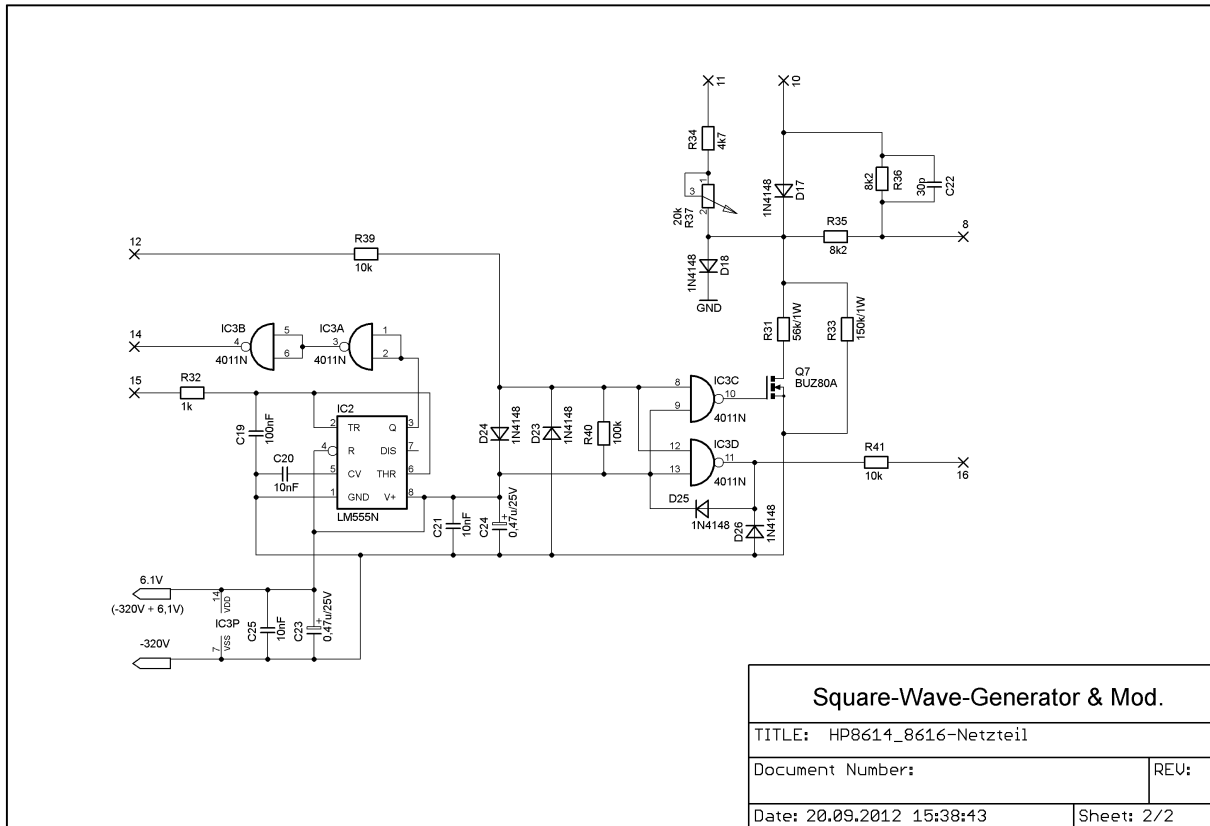 11
10
R34
4k7
1
3
2
20k
R37
1N4148
D17
8k2
R36
30p
C22
R35
8k2
8
1N4148
D18
GND
12
R39
10k
14
IC3B
4
5
6
4011N
IC3A
3
1
2
4011N
15
R32
1k
C19
100nF
IC2
2
TR
Q
3
4
R
DIS
7
5
CV
THR
6
1
GND
V+
8
LM555N
C20
10nF
D24
1N4148
D23
1N4148
R40
100k
8
9
IC3C
10
4011N
12
13
IC3D
11
4011N
R31
56k/1W
R33
150k/1W
Q7
BUZ80A
R41
10k
16
D25
1N4148
D26
1N4148
C21
10nF
C24
+
0,47u/25V
6.1V
(-320V + 6,1V)
14
VDD
IC3P
7
VSS
C25
10nF
C23
+
0,47u/25V
-320V
Square-Wave-Generator & Mod.
TITLE: HP8614_8616-Netzteil
Document Number:
REV:
Date: 20.09.2012 15:38:43
Sheet: 2/2